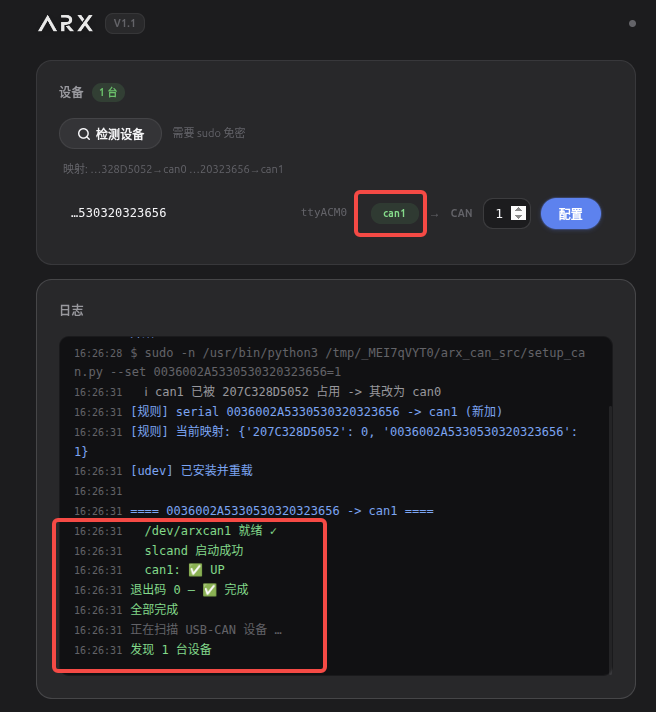 ARX V1.1
设备 1 台
检测设备 需要 sudo 免密
映射: …328D5052→can0 …20323656→can1
…530320323656 ttyACM0 can1 → CAN 1 配置
日志
16:26:28 $ sudo -n /usr/bin/python3 /tmp/_MEI7qVYT0/arx_can_src/setup_ca
n.py --set 0036002A5330530320323656=1
16:26:31 i can1 已被 207C328D5052 占用 -> 其改为 can0
16:26:31 [规则] serial 0036002A5330530320323656 -> can1 (新加)
16:26:31 [规则] 当前映射: {'207C328D5052': 0, '0036002A5330530320323656':
1}
16:26:31 [udev] 已安装并重载
16:26:31
16:26:31 ==== 0036002A5330530320323656 -> can1 ====
16:26:31 /dev/arxcan1 就绪 ✓
16:26:31 slcand 启动成功
16:26:31 can1: ✅ UP
16:26:31 退出码 0 — ✅ 完成
16:26:31 全部完成
16:26:31 正在扫描 USB-CAN 设备 …
16:26:31 发现 1 台设备